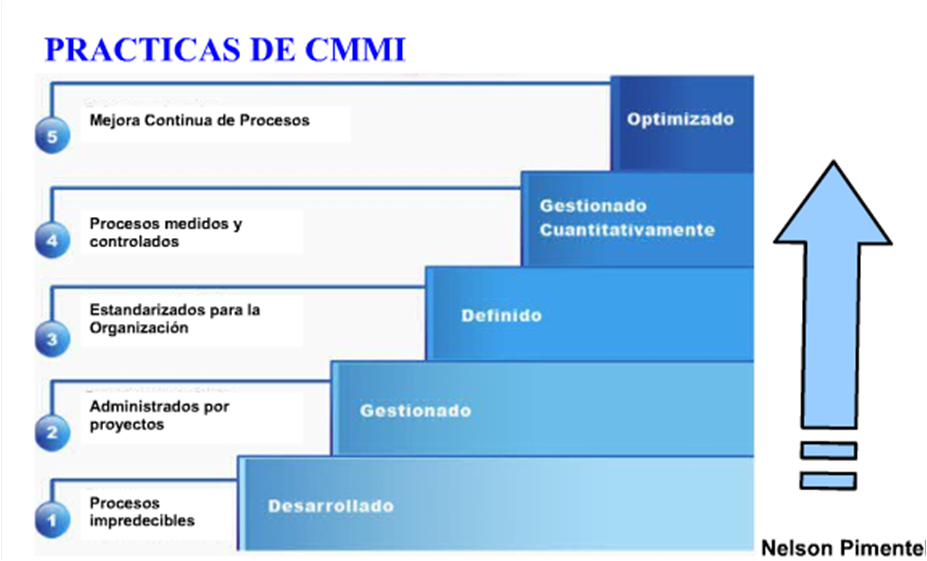 PRACTICAS DE CMMI
5
Mejora Continua de Procesos
Optimizado
4
Procesos medidos y
controlados
Gestionado
Cuantitativamente
3
Estandarizados para la
Organización
Definido
2
Administrados por
proyectos
Gestionado
1
Procesos
impredecibles
Desarrollado
Nelson Pimentel